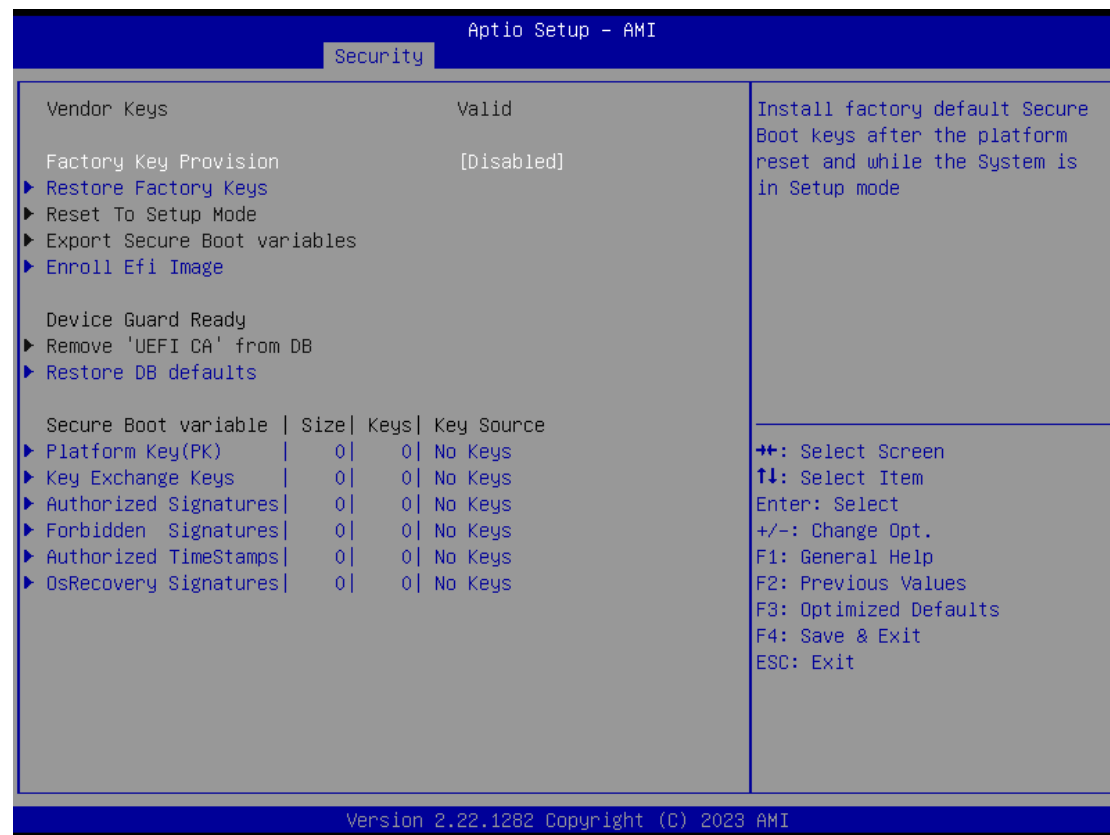 Aptio Setup – AMI
Security
Vendor Keys Valid
Factory Key Provision [Disabled]
Restore Factory Keys
Reset To Setup Mode
Export Secure Boot variables
Enroll Efi Image
Device Guard Ready
Remove 'UEFI CA' from DB
Restore DB defaults
Secure Boot variable | Size| Keys| Key Source
Platform Key(PK) | 0| 0| No Keys
Key Exchange Keys | 0| 0| No Keys
Authorized Signatures| 0| 0| No Keys
Forbidden Signatures| 0| 0| No Keys
Authorized TimeStamps| 0| 0| No Keys
OsRecovery Signatures| 0| 0| No Keys
Install factory default Secure
Boot keys after the platform
reset and while the System is
in Setup mode
→←: Select Screen
↑↓: Select Item
Enter: Select
+/-: Change Opt.
F1: General Help
F2: Previous Values
F3: Optimized Defaults
F4: Save & Exit
ESC: Exit
Version 2.22.1282 Copyright (C) 2023 AMI